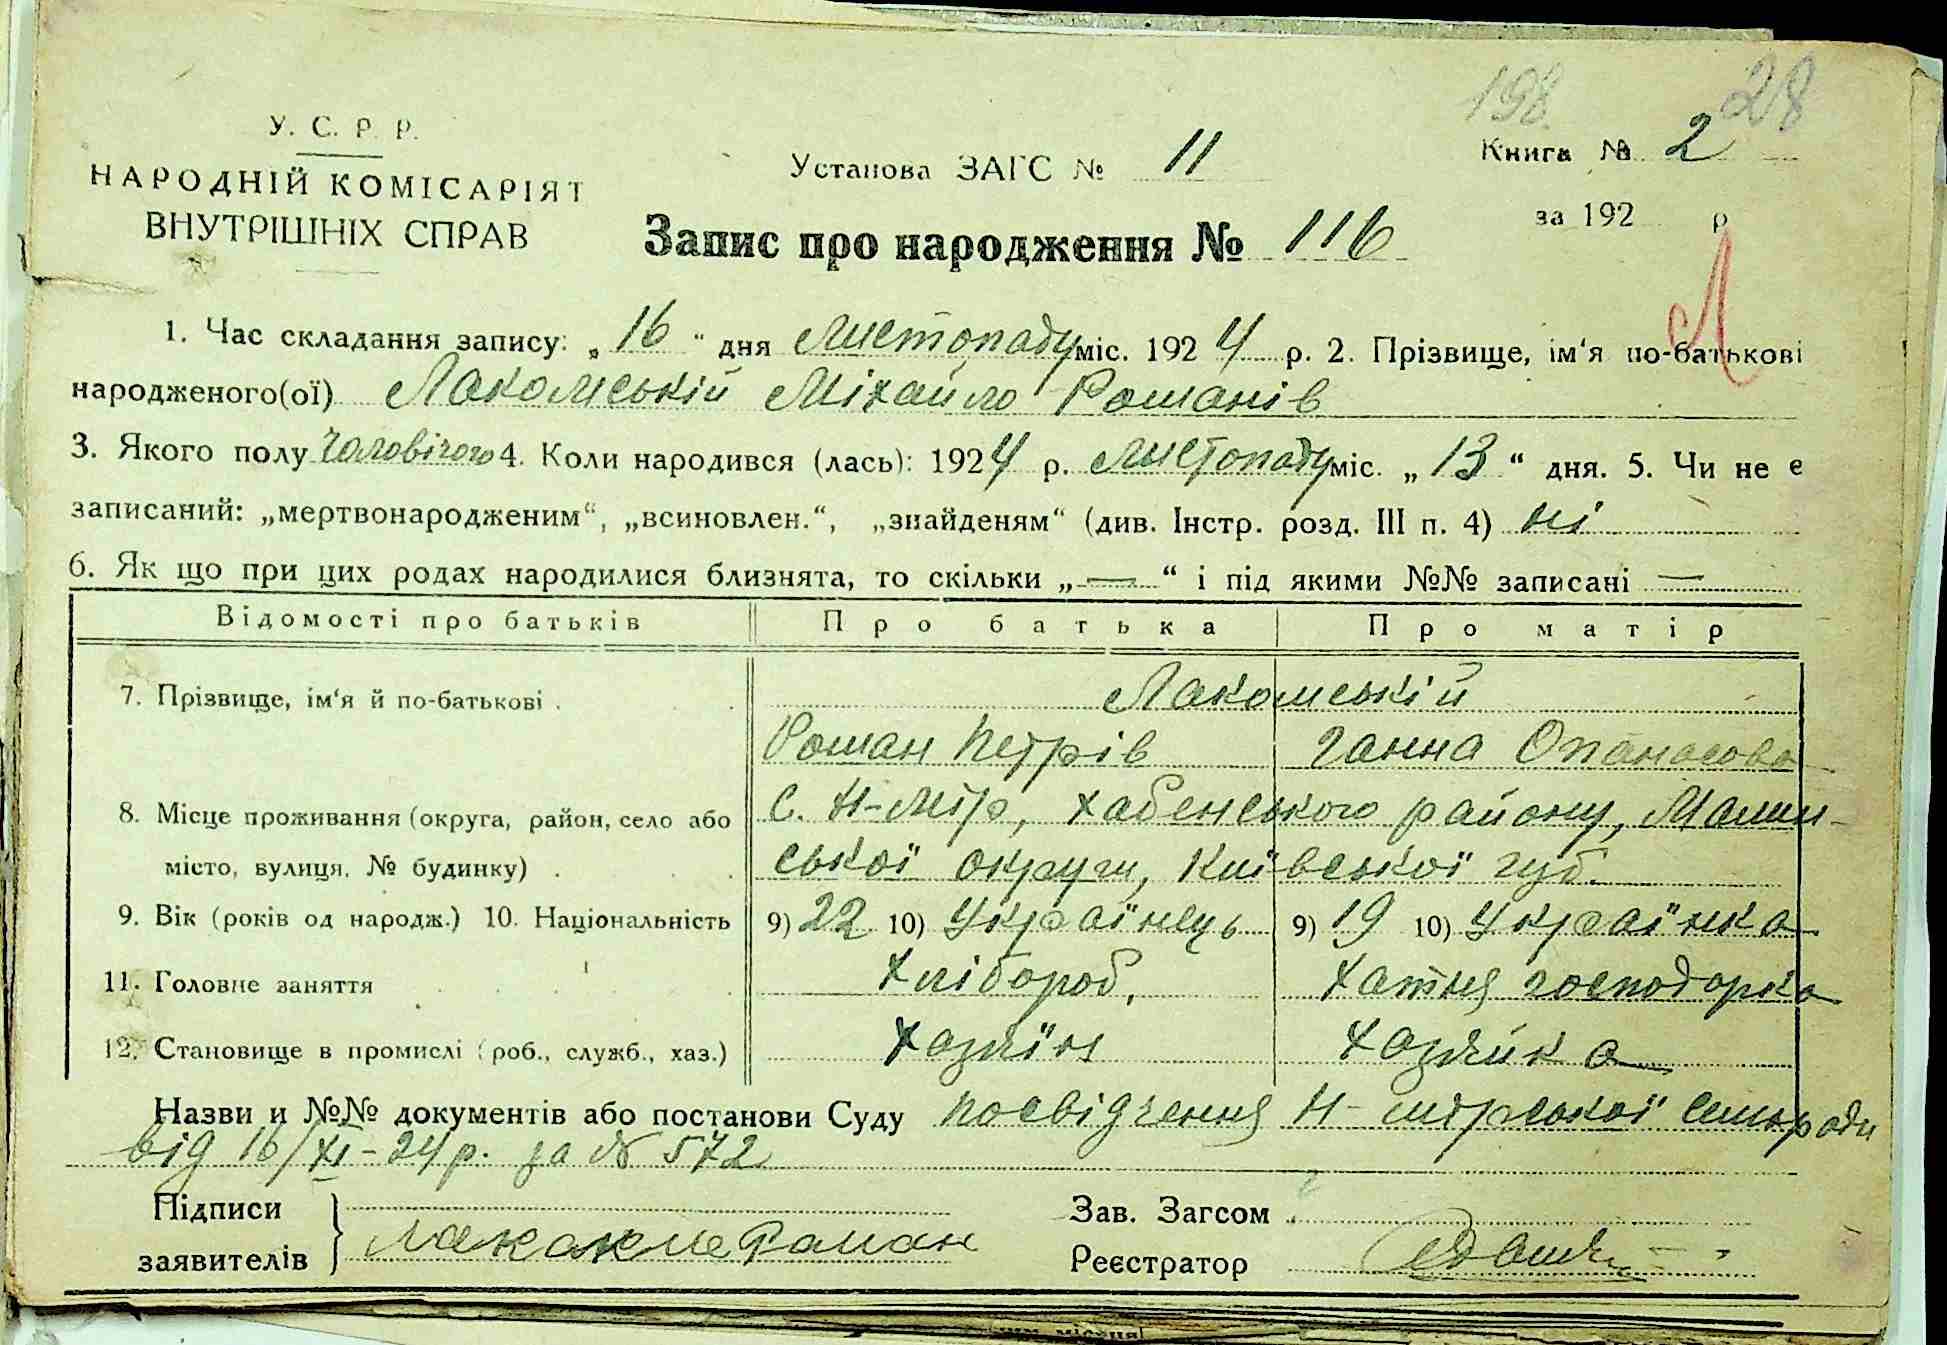 198. 28
У. С. Р. Р.
НАРОДНІЙ КОМІСАРІЯТ
ВНУТРІШНІХ СПРАВ
Установа ЗАГС № 11
Книга № 2
за 192 р
Запис про народження № 116
Л
1. Час складання запису: „16" дня Листопаду міс. 1924 р. 2. Прізвище, ім'я по-батькові
народженого(ої) Лакомській Міхайло Романів
3. Якого полу чоловічого 4. Коли народився (лась): 1924 р. листопаду міс. „13" дня. 5. Чи не є
записаний: „мертвонародженим", „всиновлен.", „знайденям" (див. Інстр. розд. III п. 4) ні
6. Як що при цих родах народилися близнята, то скільки „—" і під якими №№ записані —
Відомості про батьків Про батька Про матір
7. Прізвище, ім'я й по-батькові . Лакомській
Роман Петрів Ганна Опанасова
8. Місце проживання (округа, район, село або с. Н-Мір, Хабенського району, Малин-
місто, вулиця, № будинку) . ської округи, Київської губ.
9. Вік (років од народж.) 10. Національність 9) 22 10) Українець 9) 19 10) Українка
11. Головне заняття хлібороб, хатня господарка
12. Становище в промислі (роб., служб., хаз.) хазяїн хазяйка
Назви и №№ документів або постанови Суду посвідчення Н-мірської сільради
від 16/XI-24 р. за № 572
Підписи
заявителів Роман
Зав. Загсом
Реєстратор